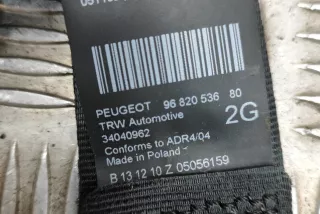 PEUGEOT 96 820 536 80
TRW Automotive 2G
34040962
Conforms to ADR4/04
Made in Poland -
B 13 12 10 Z 05056159